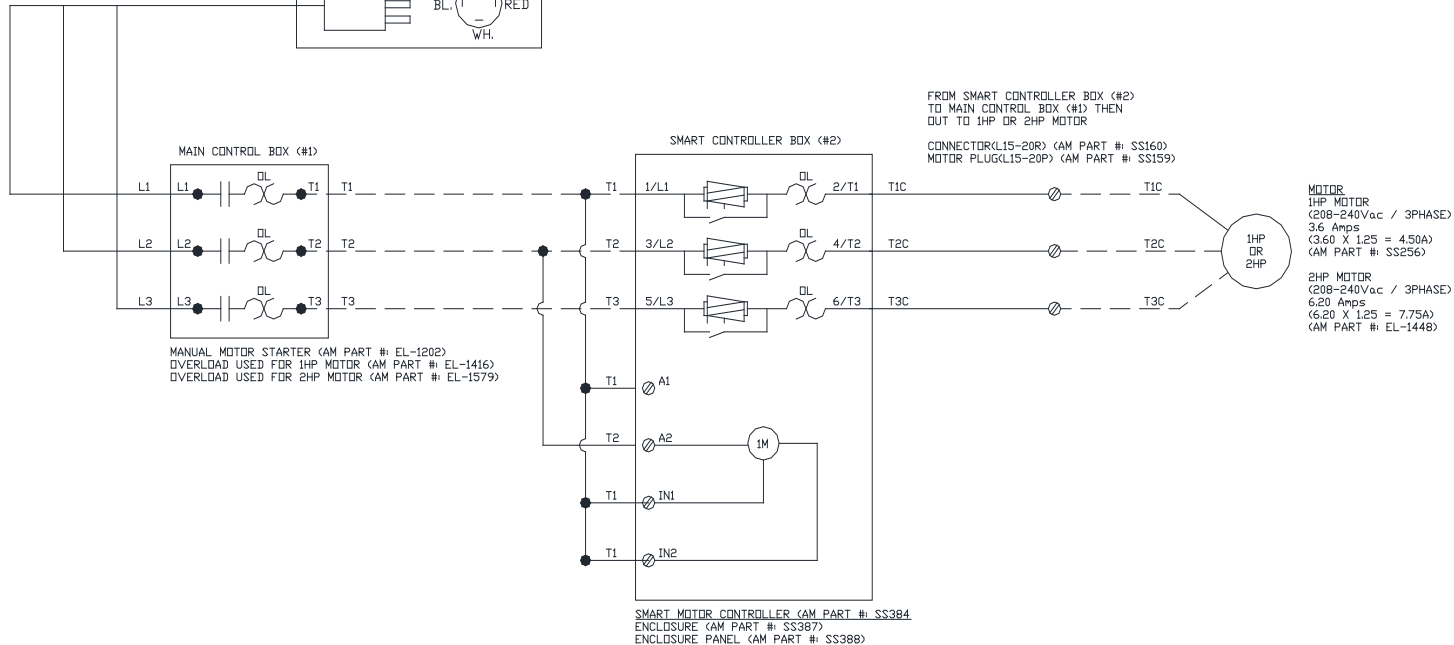 BL.
RED
WH.
FROM SMART CONTROLLER BOX (#2)
TO MAIN CONTROL BOX (#1) THEN
OUT TO 1HP OR 2HP MOTOR
CONNECTOR(L15-20R) (AM PART #: SS160)
MOTOR PLUG(L15-20P) (AM PART #: SS159)
MAIN CONTROL BOX (#1)
SMART CONTROLLER BOX (#2)
L1 L1 OL T1 T1 T1 1/L1 OL 2/T1 T1C T1C
L2 L2 OL T2 T2 T2 3/L2 OL 4/T2 T2C T2C
L3 L3 OL T3 T3 T3 5/L3 OL 6/T3 T3C T3C
1HP
OR
2HP
MOTOR
1HP MOTOR
(208-240Vac / 3PHASE)
3.6 Amps
(3.60 X 1.25 = 4.50A)
(AM PART #: SS256)
2HP MOTOR
(208-240Vac / 3PHASE)
6.20 Amps
(6.20 X 1.25 = 7.75A)
(AM PART #: EL-1448)
MANUAL MOTOR STARTER (AM PART #: EL-1202)
OVERLOAD USED FOR 1HP MOTOR (AM PART #: EL-1416)
OVERLOAD USED FOR 2HP MOTOR (AM PART #: EL-1579)
T1 A1
T2 A2 1M
T1 IN1
T1 IN2
SMART MOTOR CONTROLLER (AM PART #: SS384
ENCLOSURE (AM PART #: SS387)
ENCLOSURE PANEL (AM PART #: SS388)